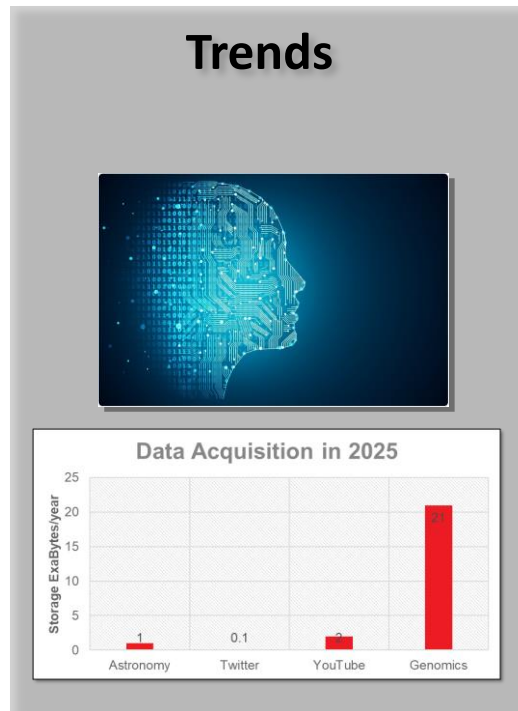 Trends
Data Acquisition in 2025
Storage ExaBytes/year
25
20
15
10
5
0
1
0.1
2
21
Astronomy Twitter YouTube Genomics